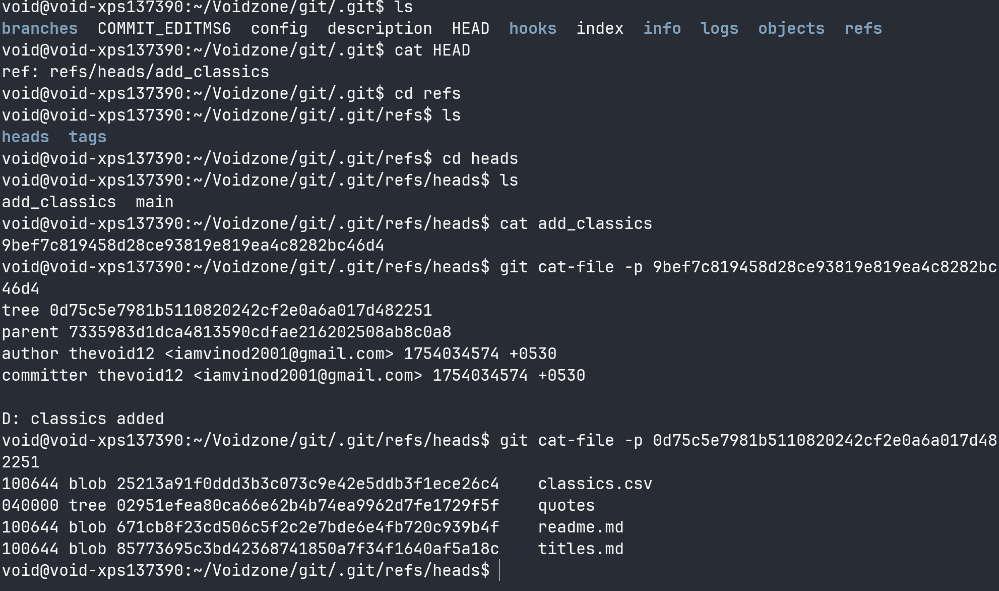 void@void-xps137390:~/Voidzone/git/.git$ ls
branches  COMMIT_EDITMSG  config  description  HEAD  hooks  index  info  logs  objects  refs
void@void-xps137390:~/Voidzone/git/.git$ cat HEAD
ref: refs/heads/add_classics
void@void-xps137390:~/Voidzone/git/.git$ cd refs
void@void-xps137390:~/Voidzone/git/.git/refs$ ls
heads  tags
void@void-xps137390:~/Voidzone/git/.git/refs$ cd heads
void@void-xps137390:~/Voidzone/git/.git/refs/heads$ ls
add_classics  main
void@void-xps137390:~/Voidzone/git/.git/refs/heads$ cat add_classics
9bef7c819458d28ce93819e819ea4c8282bc46d4
void@void-xps137390:~/Voidzone/git/.git/refs/heads$ git cat-file -p 9bef7c819458d28ce93819e819ea4c8282bc
46d4
tree 0d75c5e7981b5110820242cf2e0a6a017d482251
parent 7335983d1dca4813590cdfae216202508ab8c0a8
author thevoid12 <iamvinod2001@gmail.com> 1754034574 +0530
committer thevoid12 <iamvinod2001@gmail.com> 1754034574 +0530
D: classics added
void@void-xps137390:~/Voidzone/git/.git/refs/heads$ git cat-file -p 0d75c5e7981b5110820242cf2e0a6a017d48
2251
100644 blob 25213a91f0ddd3b3c073c9e42e5ddb3f1ece26c4    classics.csv
040000 tree 02951efea80ca66e62b4b74ea9962d7fe1729f5f    quotes
100644 blob 671cb8f23cd506c5f2c2e7bde6e4fb720c939b4f    readme.md
100644 blob 85773695c3bd42368741850a7f34f1640af5a18c    titles.md
void@void-xps137390:~/Voidzone/git/.git/refs/heads$